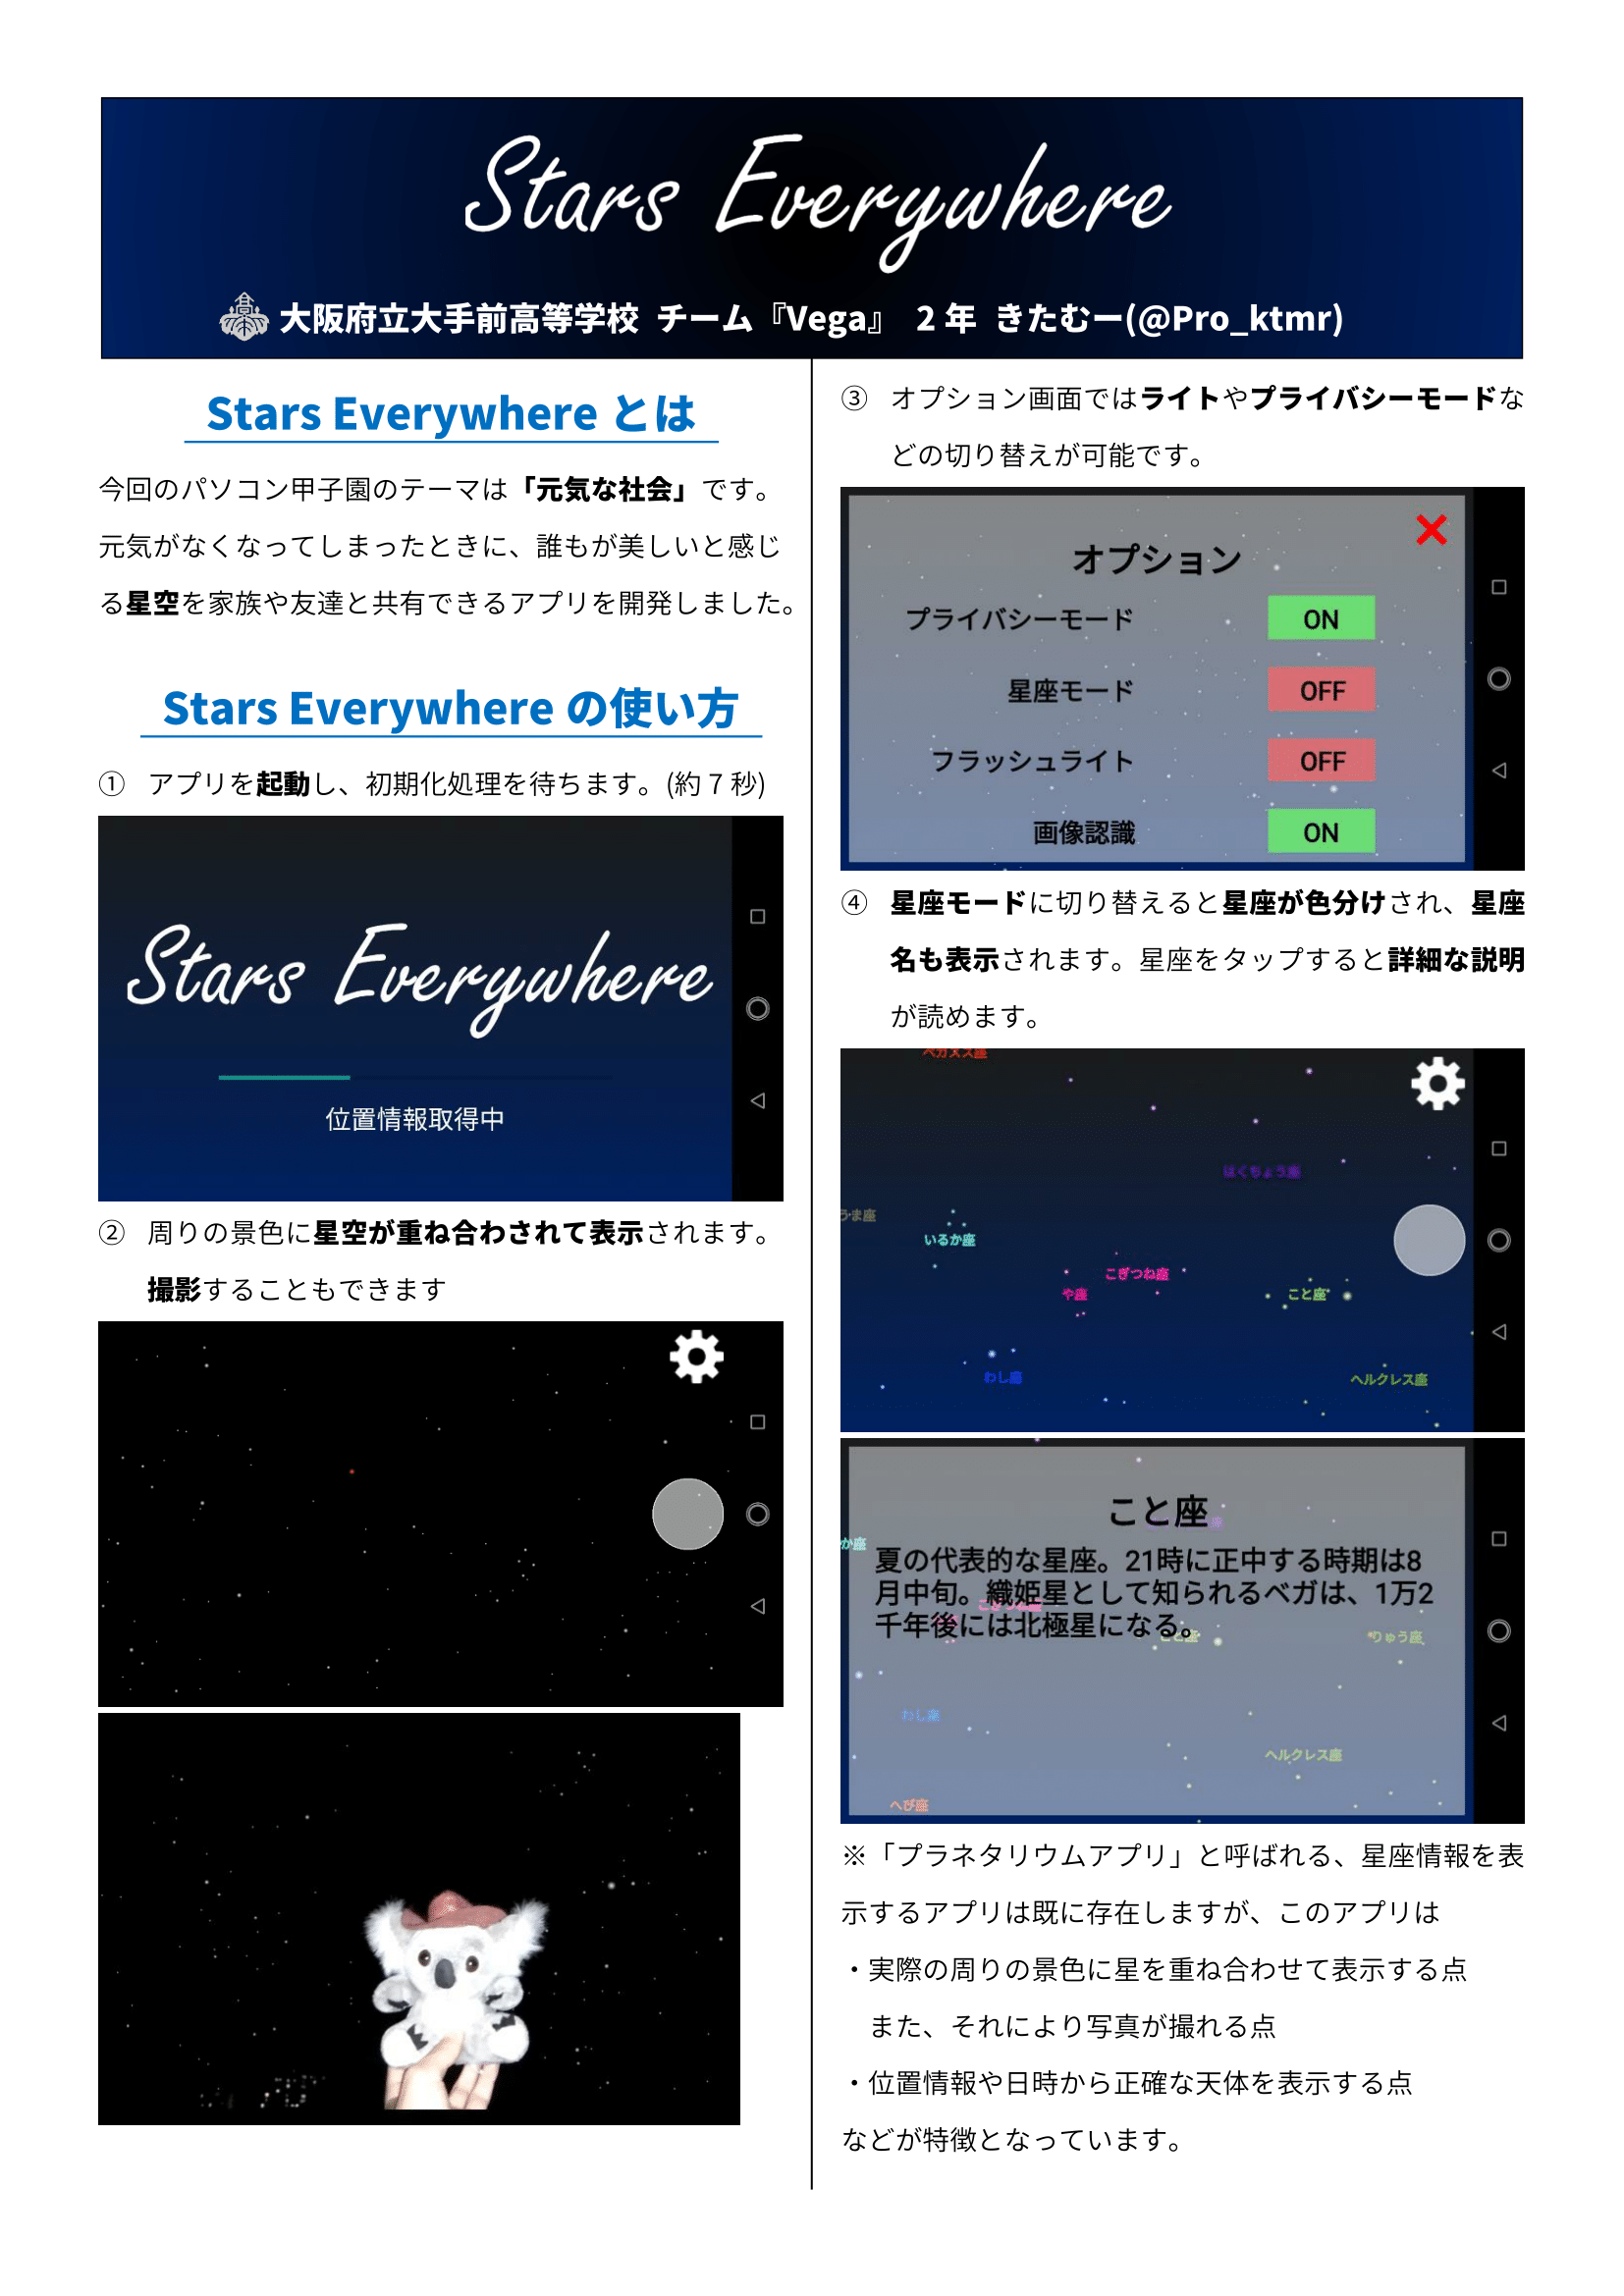 Stars Everywhere
大阪府立大手前高等学校 チーム『Vega』 2年 きたむー(@Pro_ktmr)
Stars Everywhere とは
今回のパソコン甲子園のテーマは「元気な社会」です。
元気がなくなってしまったときに、誰もが美しいと感じ
る星空を家族や友達と共有できるアプリを開発しました。
Stars Everywhere の使い方
① アプリを起動し、初期化処理を待ちます。(約7秒)
Stars Everywhere
位置情報取得中
② 周りの景色に星空が重ね合わされて表示されます。
撮影することもできます
③ オプション画面ではライトやプライバシーモードな
どの切り替えが可能です。
オプション
プライバシーモード ON
星座モード OFF
フラッシュライト OFF
画像認識 ON
④ 星座モードに切り替えると星座が色分けされ、星座
名も表示されます。星座をタップすると詳細な説明
が読めます。
ペガスス座
はくちょう座
うま座
いるか座
こぎつね座
や座
こと座
わし座
ヘルクレス座
こと座
か座
夏の代表的な星座。21時に正中する時期は8
月中旬。織姫星として知られるベガは、1万2
千年後には北極星になる。
こぎつね座
こと座
りゅう座
わし座
ヘルクレス座
へび座
※「プラネタリウムアプリ」と呼ばれる、星座情報を表
示するアプリは既に存在しますが、このアプリは
・実際の周りの景色に星を重ね合わせて表示する点
また、それにより写真が撮れる点
・位置情報や日時から正確な天体を表示する点
などが特徴となっています。